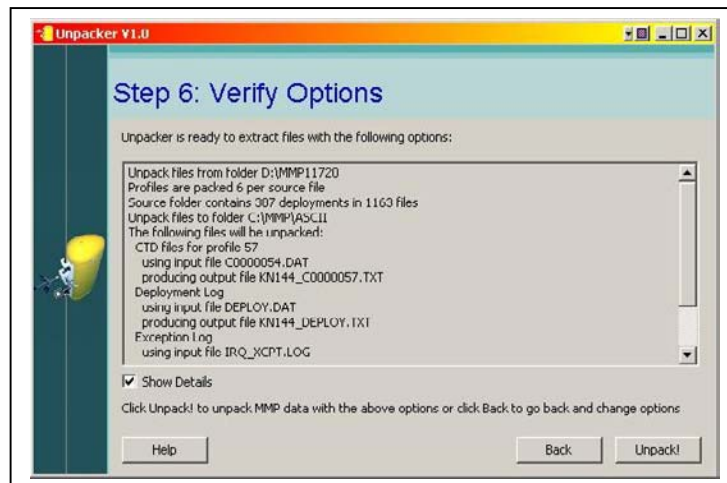 Unpacker V1.0
Step 6: Verify Options
Unpacker is ready to extract files with the following options:
Unpack files from folder D:\MMP11720
Profiles are packed 6 per source file
Source folder contains 307 deployments in 1163 files
Unpack files to folder C:\MMP\ASCII
The following files will be unpacked:
CTD files for profile 57
using input file C0000054.DAT
producing output file KN144_C0000057.TXT
Deployment Log
using input file DEPLOY.DAT
producing output file KN144_DEPLOY.TXT
Exception Log
using input file IRQ_XCPT.LOG
Show Details
Click Unpack! to unpack MMP data with the above options or click Back to go back and change options
Help
Back
Unpack!